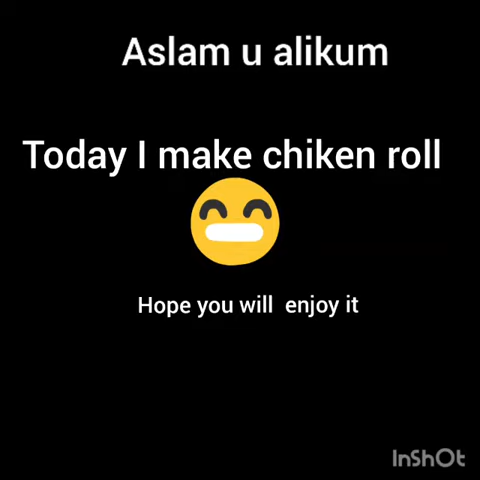 Aslam u alikum
Today I make chiken roll
Hope you will enjoy it
InShOt